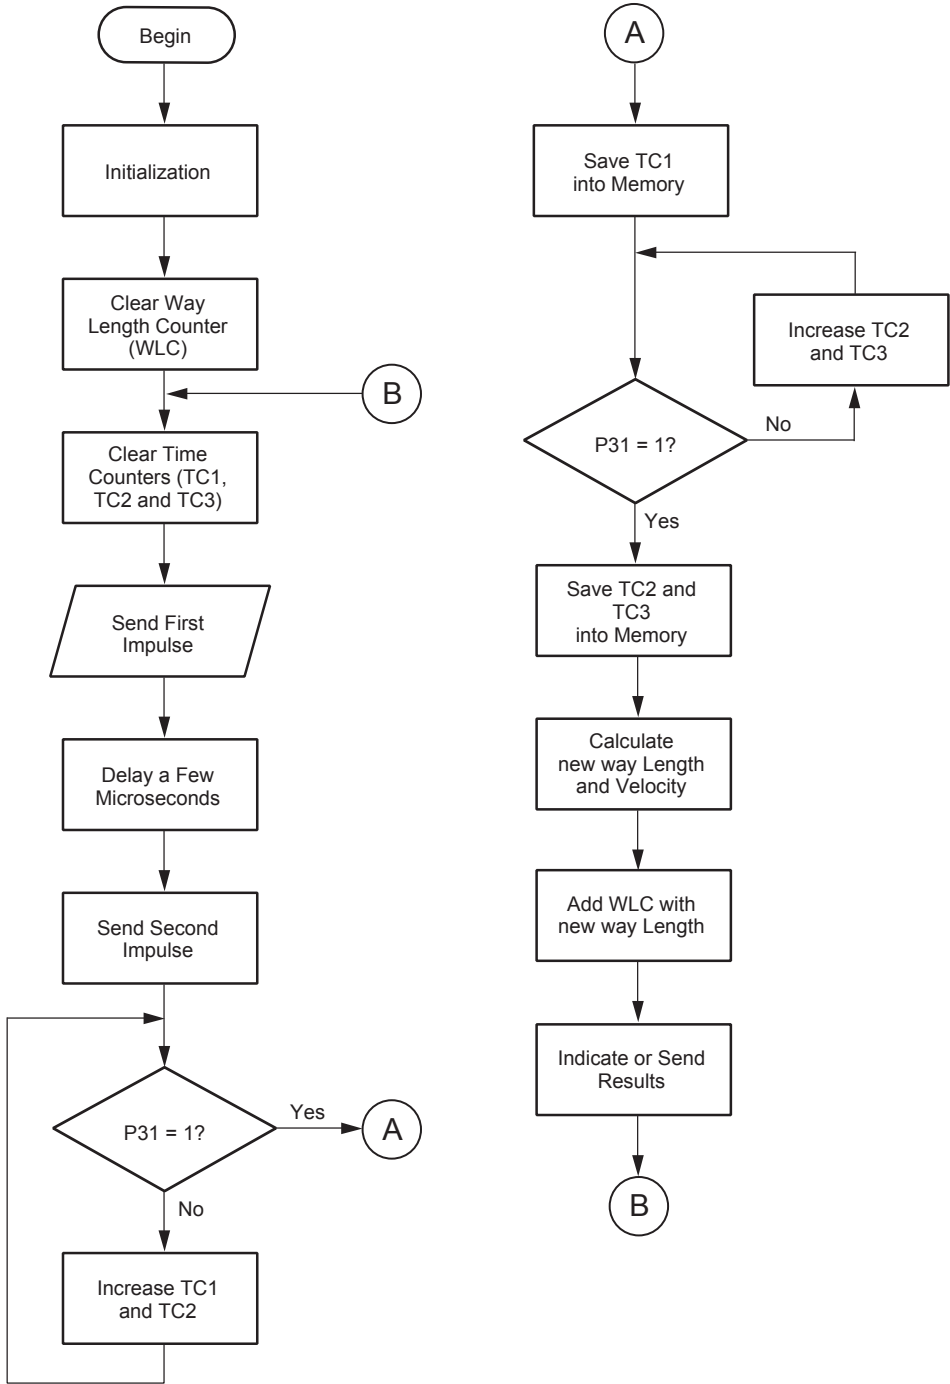 Begin
Initialization
Clear Way
Length Counter
(WLC)
B
Clear Time
Counters (TC1,
TC2 and TC3)
Send First
Impulse
Delay a Few
Microseconds
Send Second
Impulse
P31 = 1?
Yes
A
No
Increase TC1
and TC2
A
Save TC1
into Memory
Increase TC2
and TC3
P31 = 1?
No
Yes
Save TC2 and
TC3
into Memory
Calculate
new way Length
and Velocity
Add WLC with
new way Length
Indicate or Send
Results
B